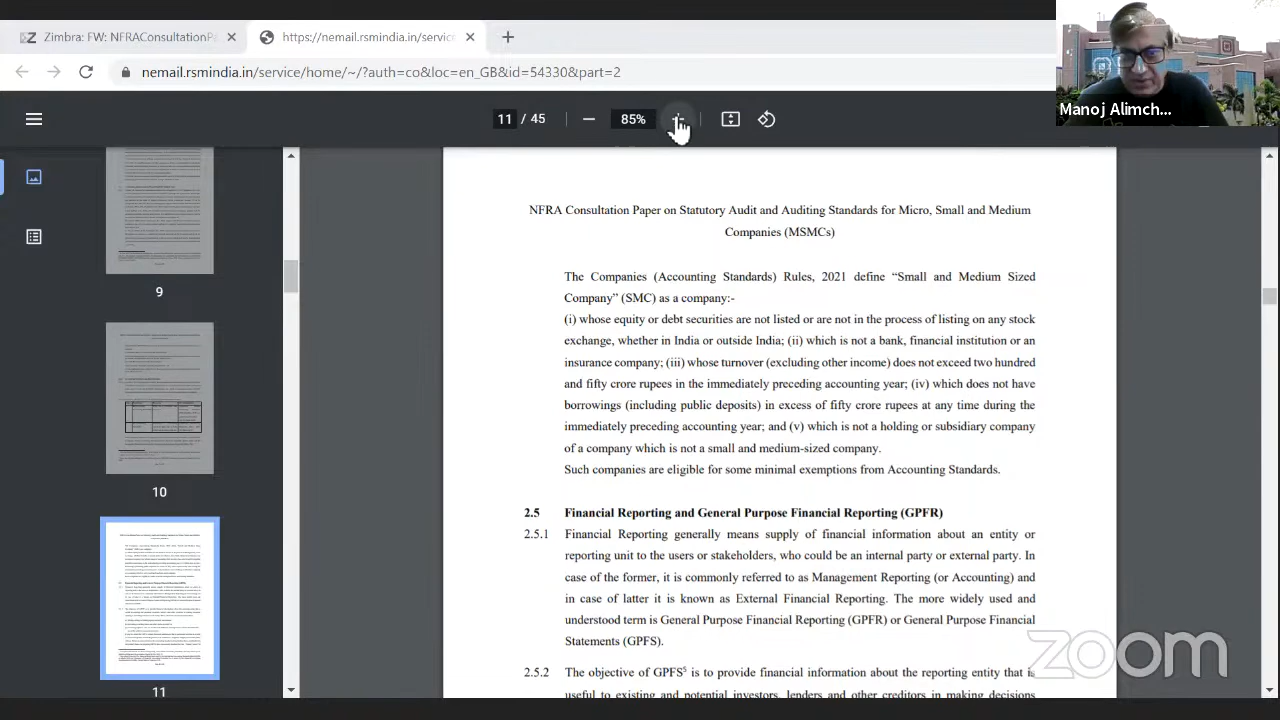 Zimbra: FW: NFRAConsultationPa
https://nemail.rsmindia.in/servic
nemail.rsmindia.in/service/home/~/?auth=co&loc=en_GB&id=54330&part=2
Manoj Alimch...
11 / 45
85%
9
10
11
NFRA Consultation Paper on Statutory Audit and Auditing Standards for Micro, Small and Medium
Companies (MSMCs)
The Companies (Accounting Standards) Rules, 2021 define “Small and Medium Sized
Company” (SMC) as a company:-
(i) whose equity or debt securities are not listed or are not in the process of listing on any stock
exchange, whether in India or outside India; (ii) which is not a bank, financial institution or an
insurance company; (iii) whose turnover (excluding other income) does not exceed two hundred
and fifty crore rupees in the immediately preceding accounting year; (iv) which does not have
borrowings (including public deposits) in excess of fifty crore rupees at any time during the
immediately preceding accounting year; and (v) which is not a holding or subsidiary company
of a company which is not a small and medium-sized company.
Such companies are eligible for some minimal exemptions from Accounting Standards.
2.5 Financial Reporting and General Purpose Financial Reporting (GPFR)
2.5.1 Financial Reporting generally means supply of financial information about an entity or
reporting unit to the users or stakeholders, who could be an internal party or external party. In
case of the former, it is commonly referred to as Management Reporting (or Accounting) and
in case of latter it is known as External Financial Reporting. The more widely used and
understood term is General Purpose Financial Reporting (GPFR) or General Purpose Financial
Statements (GPFS).
2.5.2 The objective of GPFS⁵ is to provide financial information about the reporting entity that is
useful to existing and potential investors, lenders and other creditors in making decisions
zoom